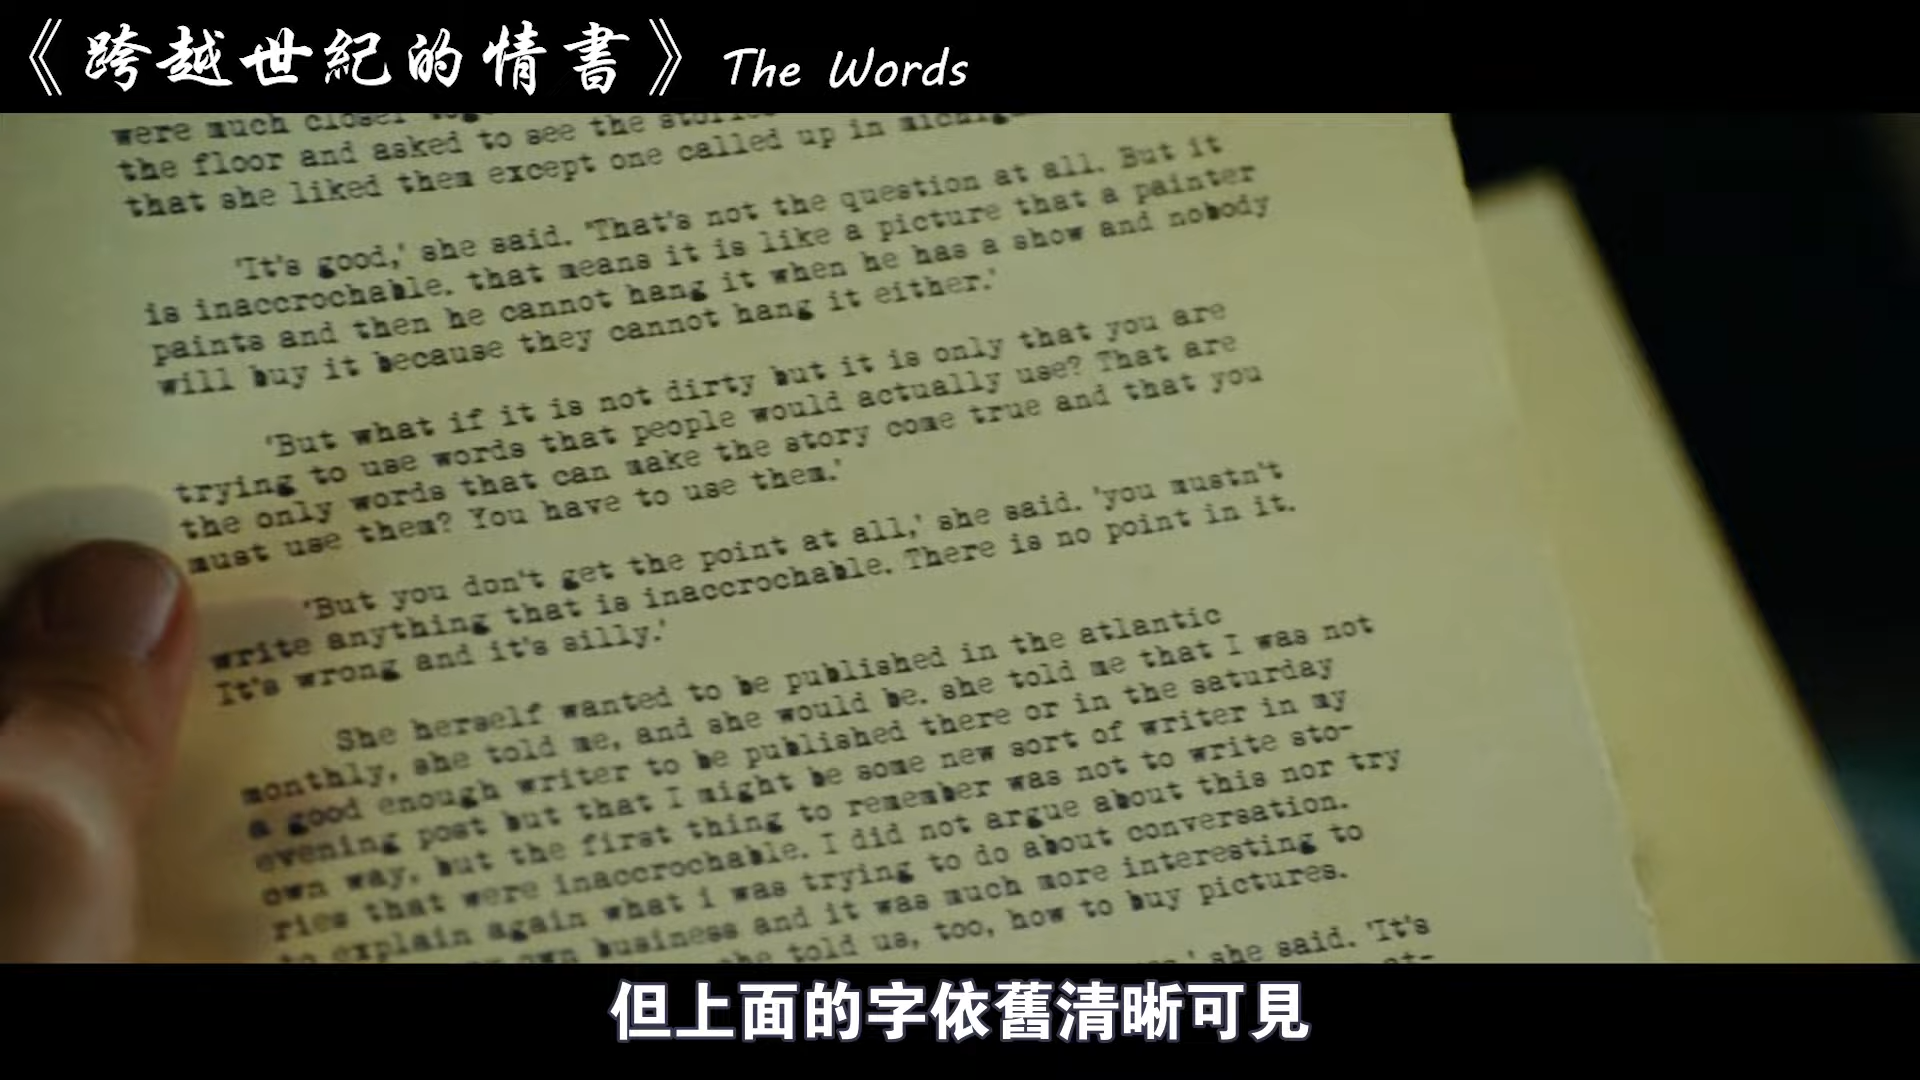 《跨越世紀的情書》 The Words
were much closer
the floor and asked to see the
that she liked them except one called up in
'It's good,' she said. 'That's not the question at all. But it
is inaccrochable. that means it is like a picture that a painter
paints and then he cannot hang it when he has a show and nobody
will buy it because they cannot hang it either.'
'But what if it is not dirty but it is only that you are
trying to use words that people would actually use? That are
the only words that can make the story come true and that you
must use them? You have to use them.'
'But you don't get the point at all,' she said. 'you mustn't
write anything that is inaccrochable. There is no point in it.
It's wrong and it's silly.'
She herself wanted to be published in the atlantic
monthly, she told me, and she would be. she told me that I was not
a good enough writer to be published there or in the saturday
evening post but that I might be some new sort of writer in my
own way, but the first thing to remember was not to write sto-
ries that were inaccrochable. I did not argue about this nor try
to explain again what i was trying to do about conversation.
own business and it was much more interesting to
she told us, too, how to buy pictures.
she said. 'It's
但上面的字依舊清晰可見